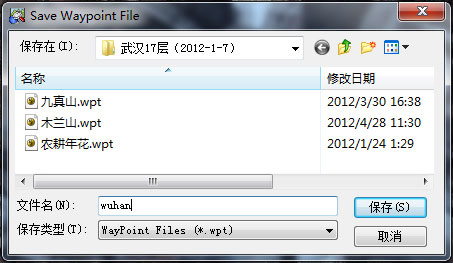 Save Waypoint File
保存在(I): 武汉17层（2012-1-7）
名称 修改日期
九真山.wpt 2012/3/30 16:38
木兰山.wpt 2012/4/28 11:30
农耕年花.wpt 2012/1/24 1:29
文件名(N): wuhan 保存(S)
保存类型(T): WayPoint Files (*.wpt) 取消